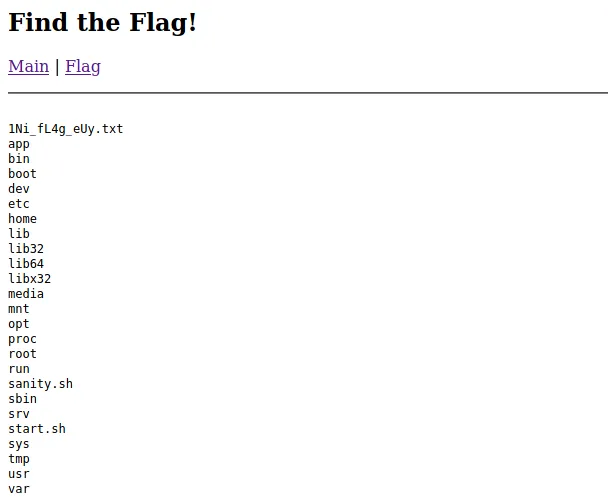 Find the Flag!
Main | Flag
1Ni_fL4g_eUy.txt
app
bin
boot
dev
etc
home
lib
lib32
lib64
libx32
media
mnt
opt
proc
root
run
sanity.sh
sbin
srv
start.sh
sys
tmp
usr
var